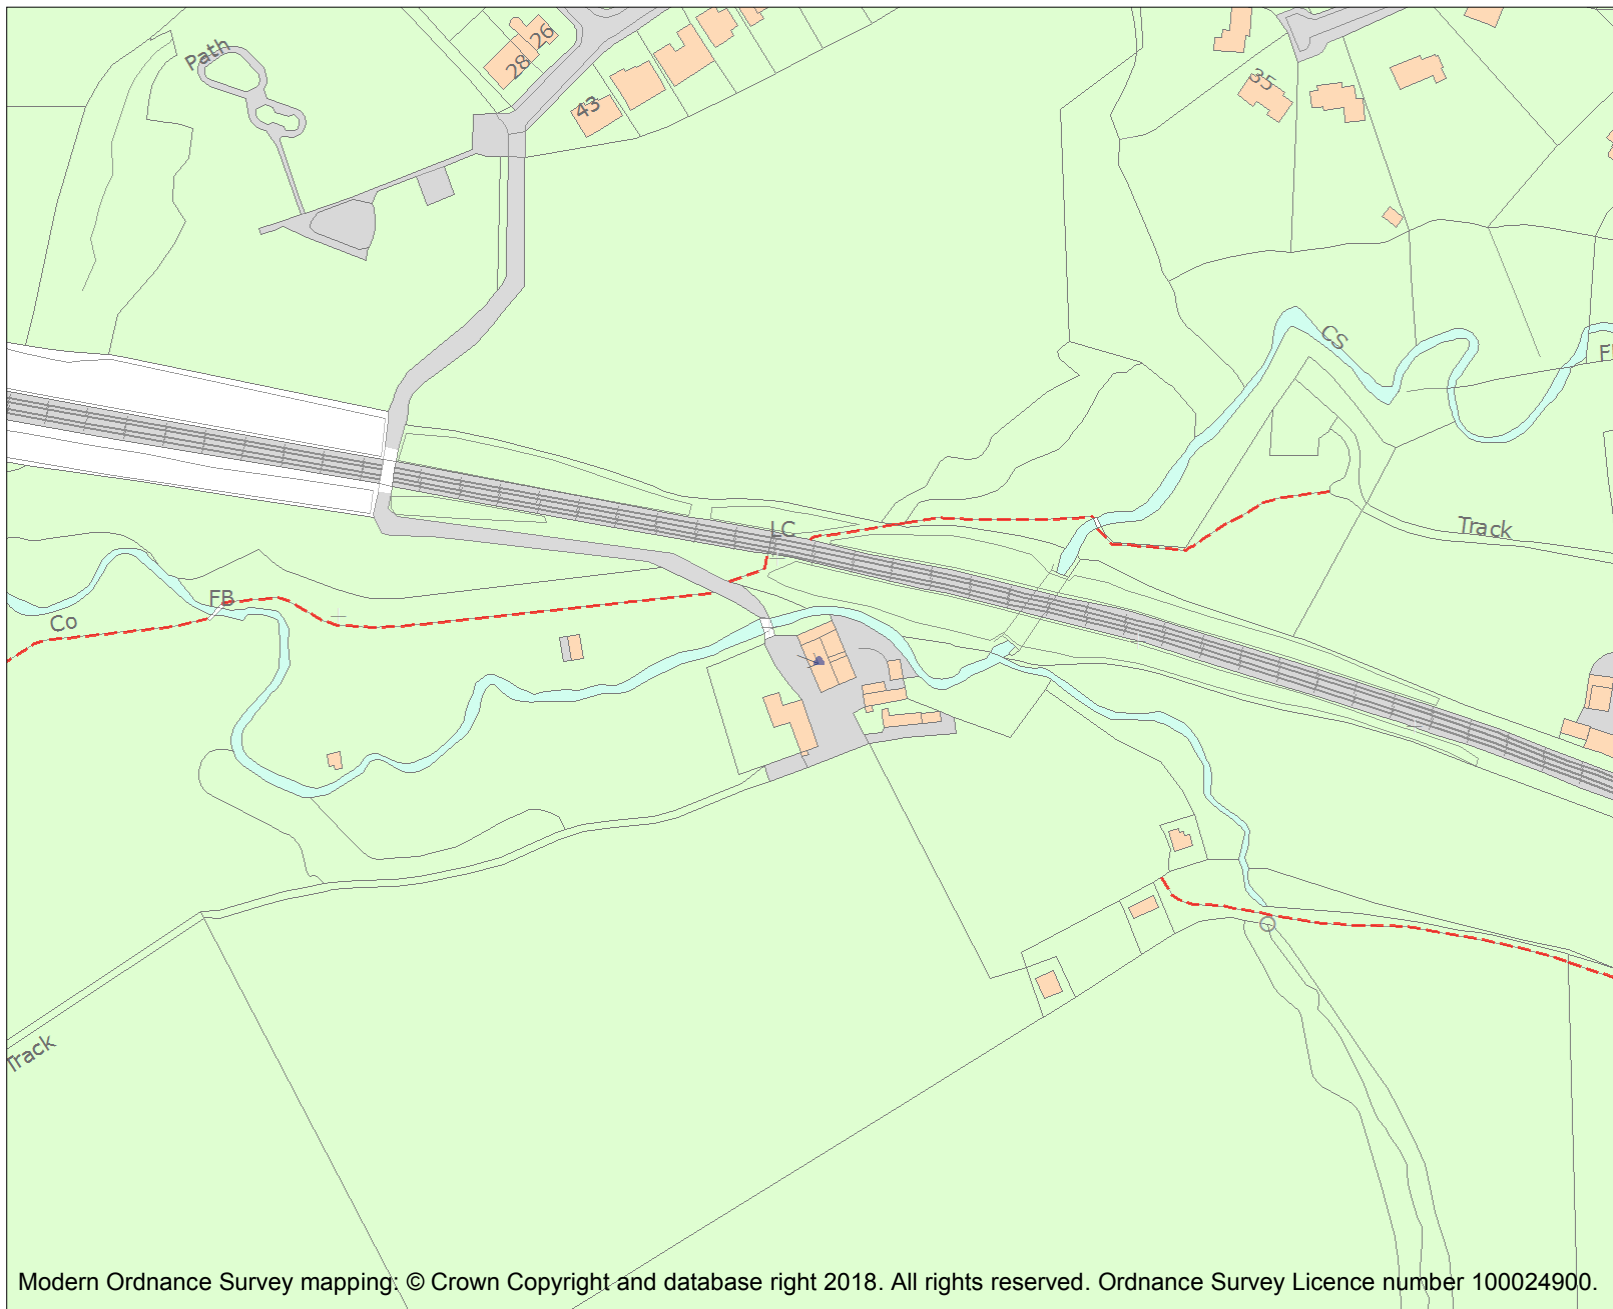 Path
26
28
43
35
CS
LC
Track
FB
Co
Track
Modern Ordnance Survey mapping: © Crown Copyright and database right 2018. All rights reserved. Ordnance Survey Licence number 100024900.